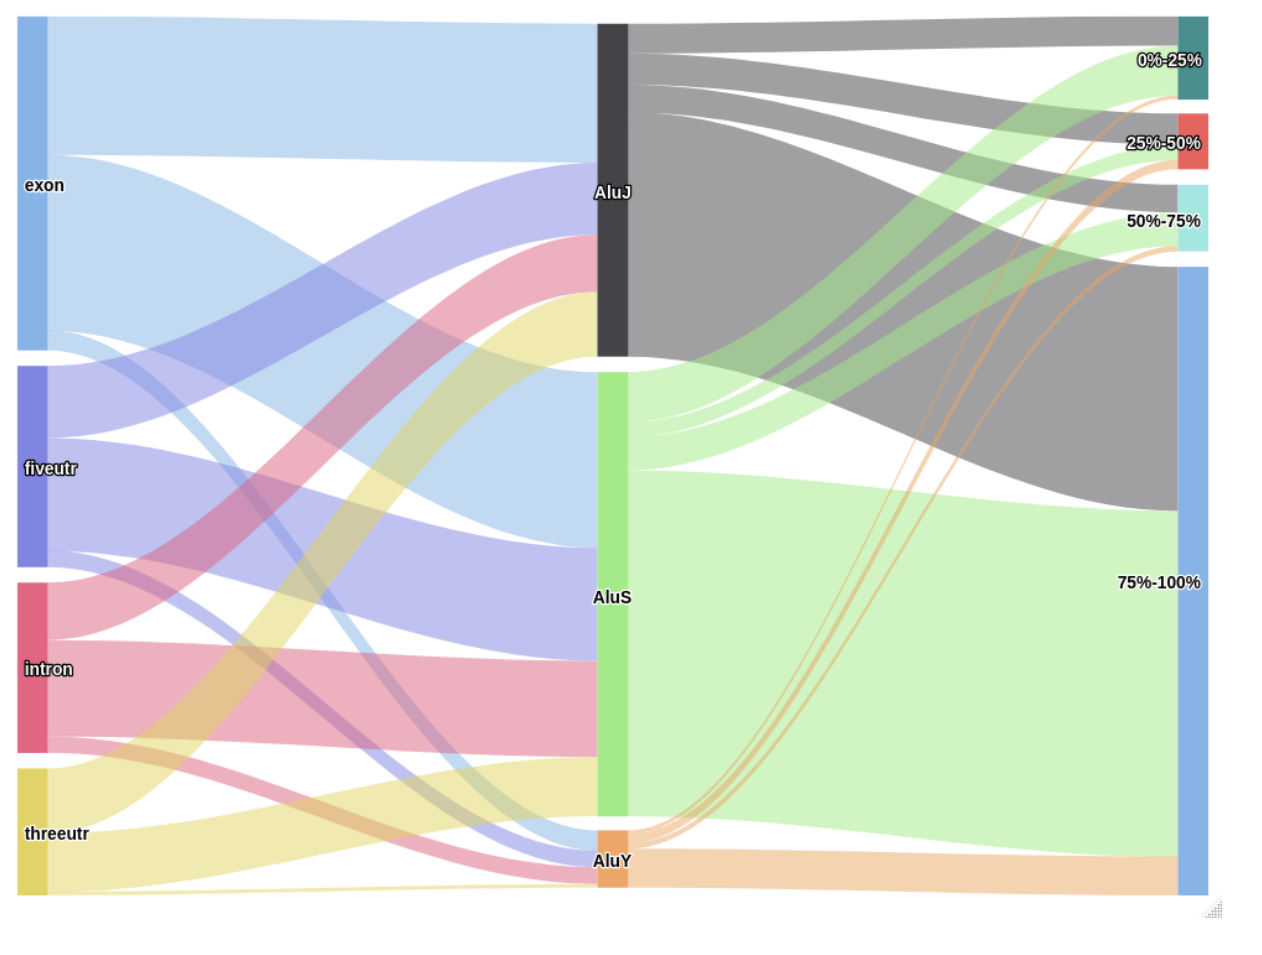 exon
fiveutr
intron
threeutr
AluJ
AluS
AluY
0%-25%
25%-50%
50%-75%
75%-100%